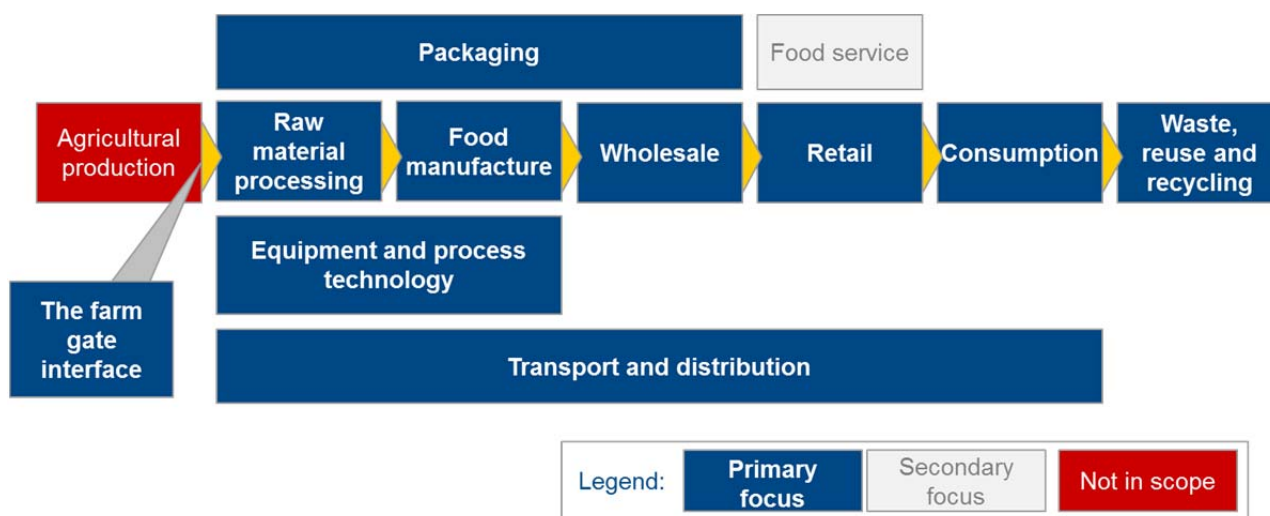 Packaging
Food service
Agricultural
production
Raw
material
processing
Food
manufacture
Wholesale
Retail
Consumption
Waste,
reuse and
recycling
Equipment and process
technology
The farm
gate
interface
Transport and distribution
Legend:
Primary
focus
Secondary
focus
Not in scope